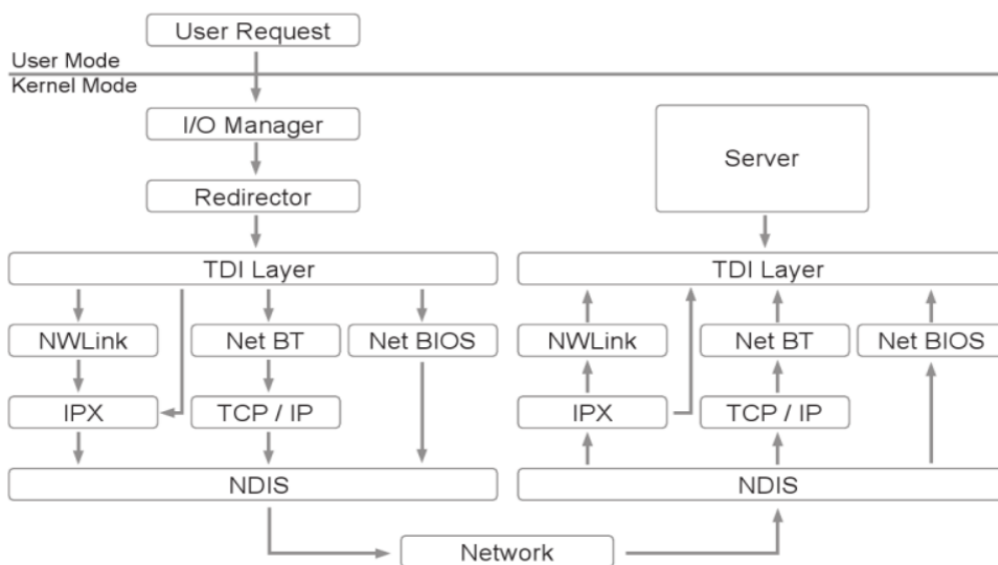 User Request
User Mode
Kernel Mode
I/O Manager
Server
Redirector
TDI Layer
TDI Layer
NWLink
Net BT
Net BIOS
NWLink
Net BT
Net BIOS
IPX
TCP / IP
IPX
TCP / IP
NDIS
NDIS
Network